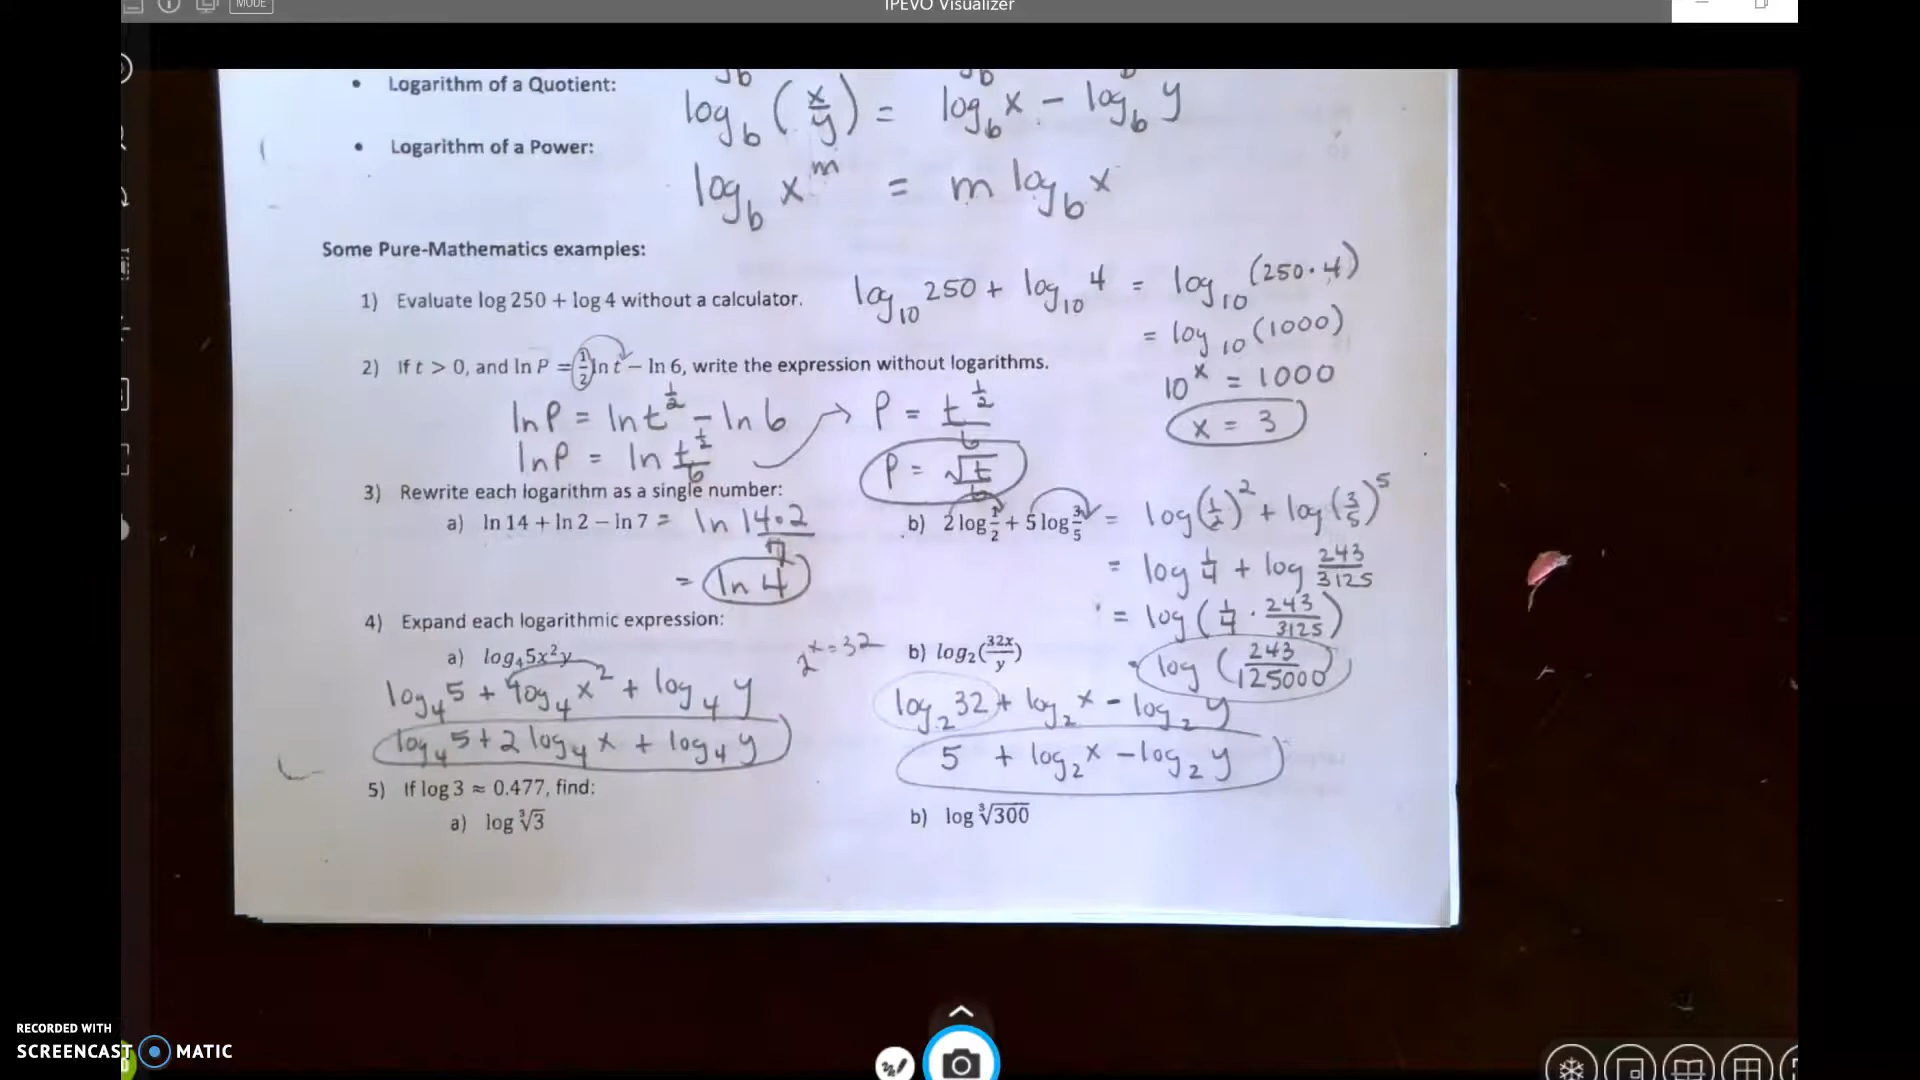 IPEVO Visualizer
MODE
• Logarithm of a Quotient: log_b (x/y) = log_b x − log_b y
• Logarithm of a Power: log_b x^m = m log_b x
Some Pure-Mathematics examples:
1) Evaluate log 250 + log 4 without a calculator. log_10 250 + log_10 4 = log_10 (250·4)
= log_10 (1000)
10^x = 1000
x = 3
2) If t > 0, and ln P = 1/2 ln t − ln 6, write the expression without logarithms.
ln P = ln t^1/2 − ln 6 → P = t^1/2 / 6
ln P = ln t^1/2 / 6
P = √t / 6
3) Rewrite each logarithm as a single number:
a) ln 14 + ln 2 − ln 7 = ln 14·2 / 7
= ln 4
b) 2 log 1/2 + 5 log 3/5 = log (1/2)^2 + log (3/5)^5
= log 1/4 + log 243/3125
= log (1/4 · 243/3125)
log (243/125000)
4) Expand each logarithmic expression:
a) log_4 5x²y
log_4 5 + log_4 x^2 + log_4 y
log_4 5 + 2 log_4 x + log_4 y
2^x = 32
b) log_2 (32x/y)
log_2 32 + log_2 x − log_2 y
5 + log_2 x − log_2 y
5) If log 3 ≈ 0.477, find:
a) log ∛3
b) log ∛300
RECORDED WITH
SCREENCAST MATIC